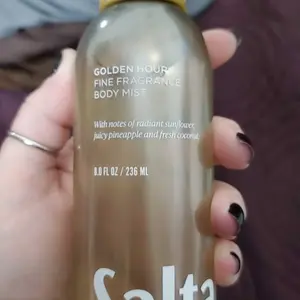 GOLDEN HOUR
FINE FRAGRANCE
BODY MIST
With notes of radiant sunflower,
juicy pineapple and fresh coconut.
8.0 FL OZ / 236 ML
Salta